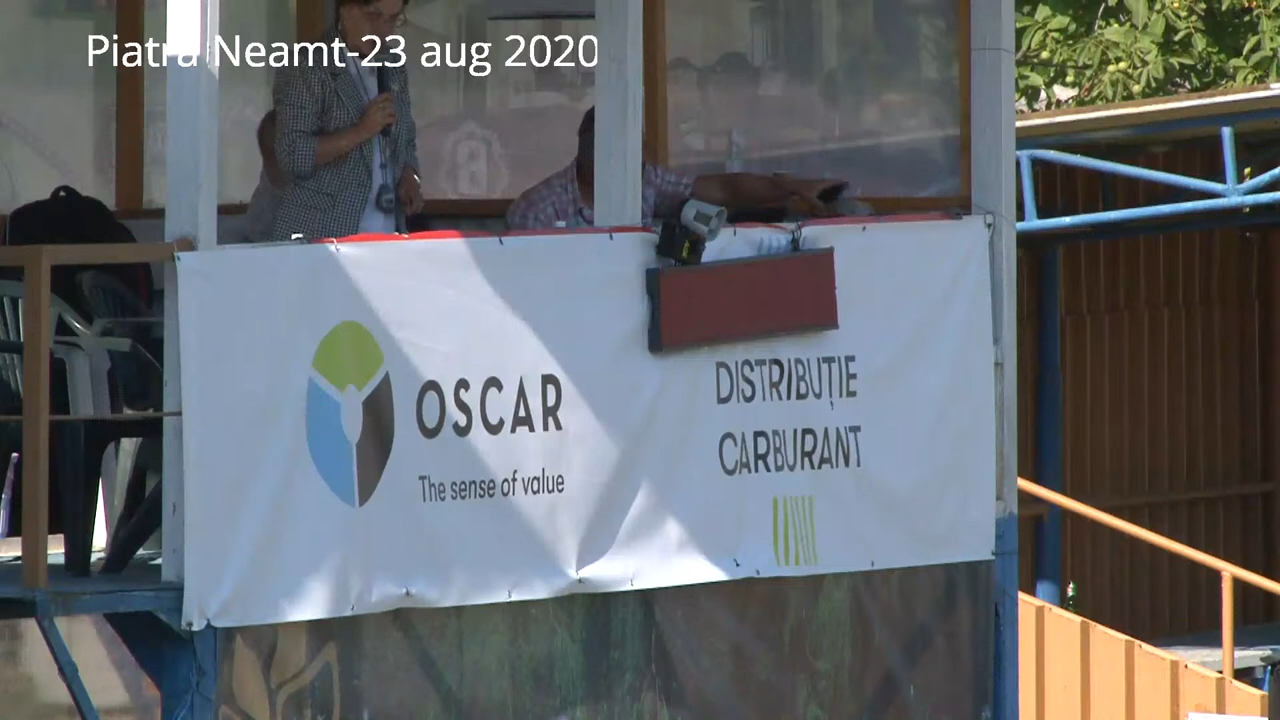 Piatra Neamt-23 aug 2020
OSCAR
The sense of value
DISTRIBUȚIE
CARBURANT